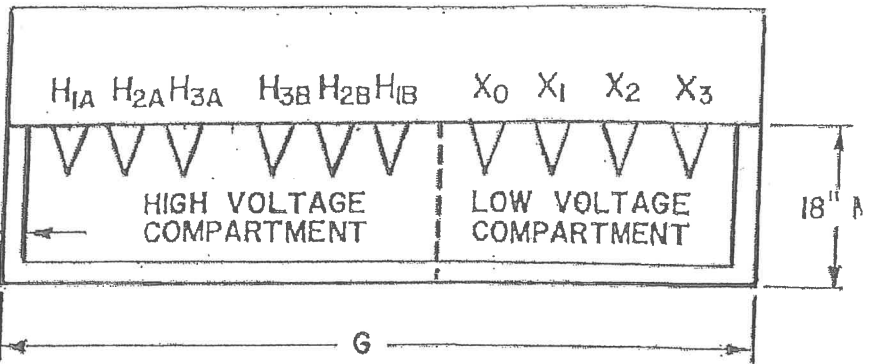 H1A H2A H3A H3B H2B H1B X0 X1 X2 X3
HIGH VOLTAGE
COMPARTMENT
LOW VOLTAGE
COMPARTMENT
18"
G